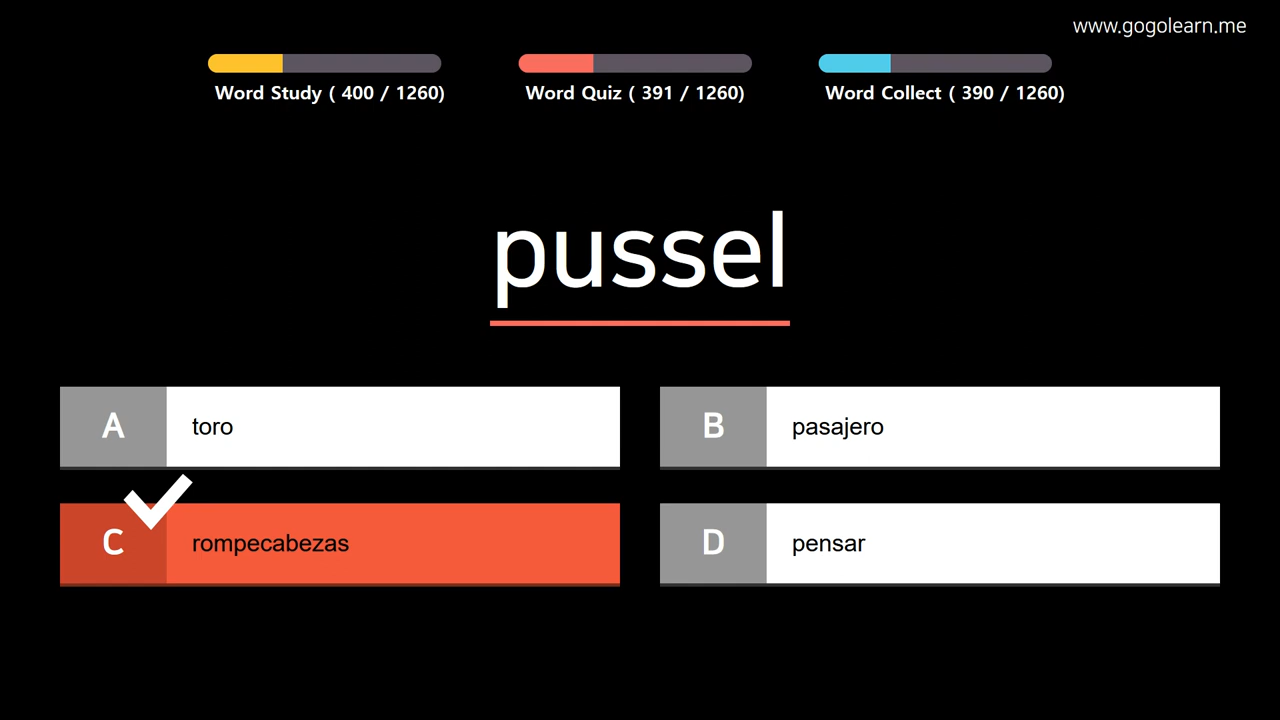 www.gogolearn.me
Word Study ( 400 / 1260)
Word Quiz ( 391 / 1260)
Word Collect ( 390 / 1260)
pussel
A toro
B pasajero
C rompecabezas
D pensar